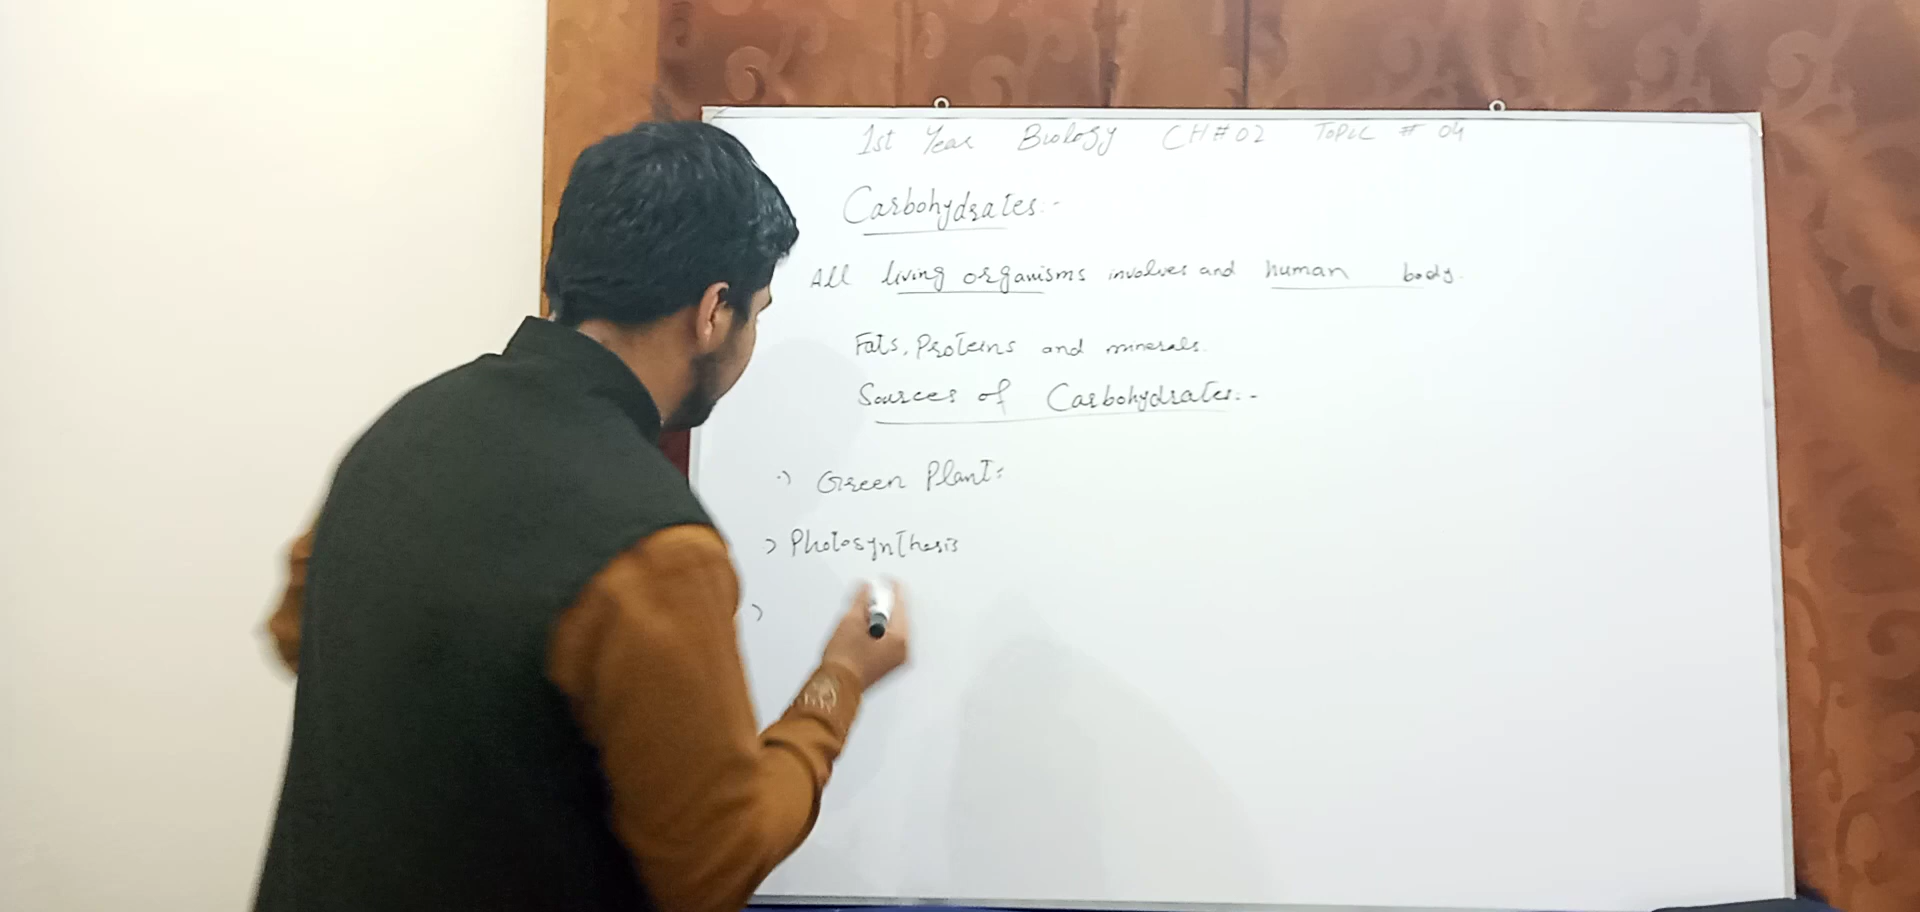 1st Year Biology CH#02 Topic # 04
Carbohydrates:-
All living organisms involves and human body.
Fats, Proteins and minerals.
Sources of Carbohydrates:-
·) Green Plant:
> Photosynthesis
>